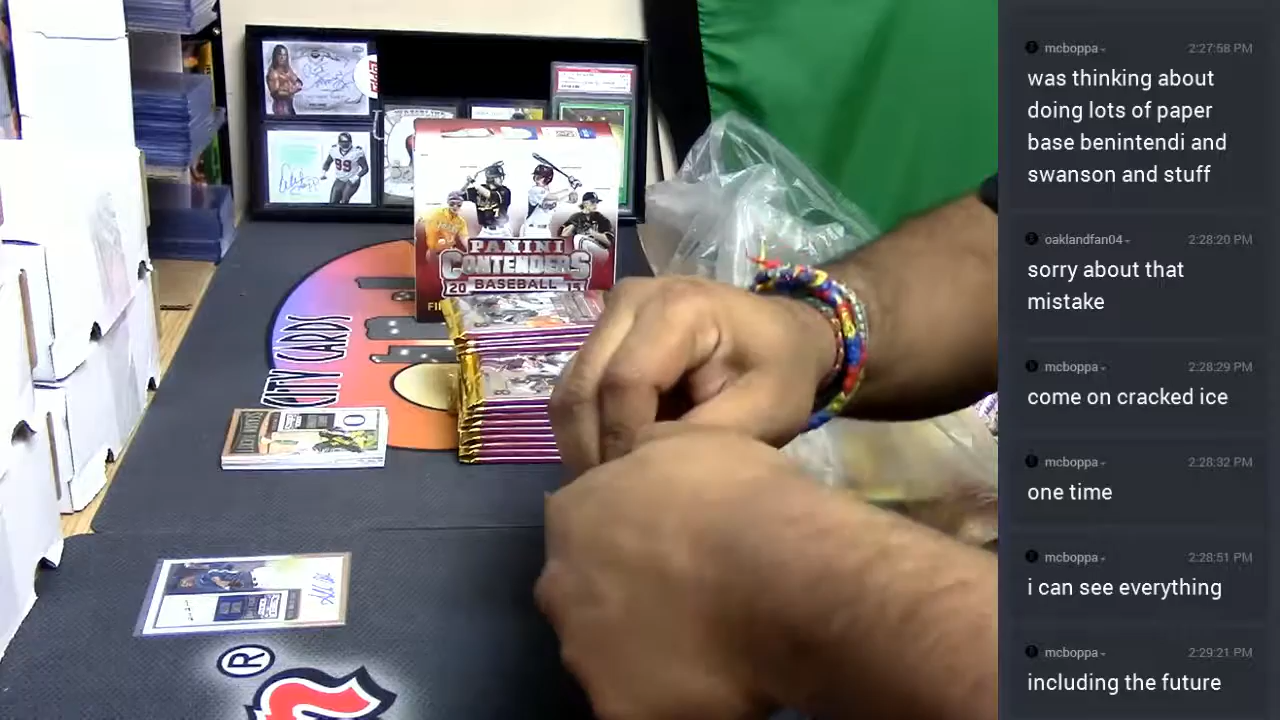 99
PANINI
CONTENDERS
20 BASEBALL 15
CITY CARDS
®
mcboppa 2:27:58 PM
was thinking about
doing lots of paper
base benintendi and
swanson and stuff
oaklandfan04 2:28:20 PM
sorry about that
mistake
mcboppa 2:28:29 PM
come on cracked ice
mcboppa 2:28:32 PM
one time
mcboppa 2:28:51 PM
i can see everything
mcboppa 2:29:21 PM
including the future